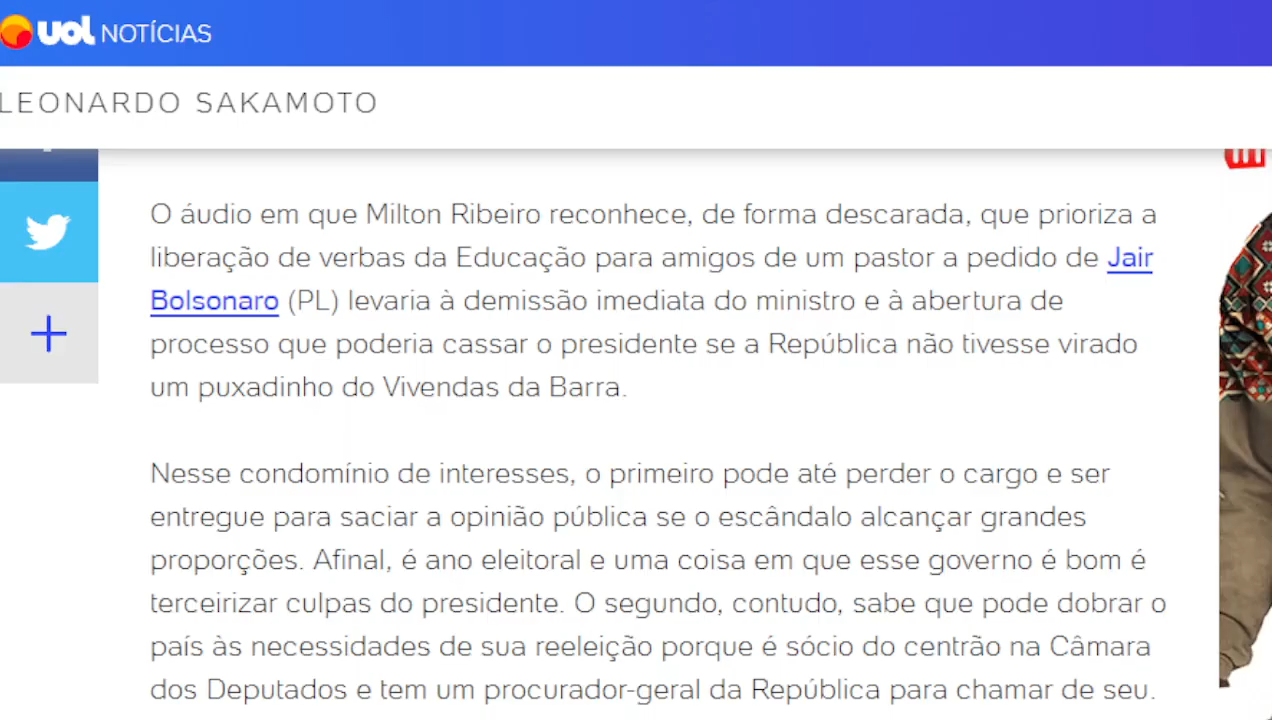 uol NOTÍCIAS
LEONARDO SAKAMOTO
O áudio em que Milton Ribeiro reconhece, de forma descarada, que prioriza a
liberação de verbas da Educação para amigos de um pastor a pedido de Jair
Bolsonaro (PL) levaria à demissão imediata do ministro e à abertura de
processo que poderia cassar o presidente se a República não tivesse virado
um puxadinho do Vivendas da Barra.
Nesse condomínio de interesses, o primeiro pode até perder o cargo e ser
entregue para saciar a opinião pública se o escândalo alcançar grandes
proporções. Afinal, é ano eleitoral e uma coisa em que esse governo é bom é
terceirizar culpas do presidente. O segundo, contudo, sabe que pode dobrar o
país às necessidades de sua reeleição porque é sócio do centrão na Câmara
dos Deputados e tem um procurador-geral da República para chamar de seu.